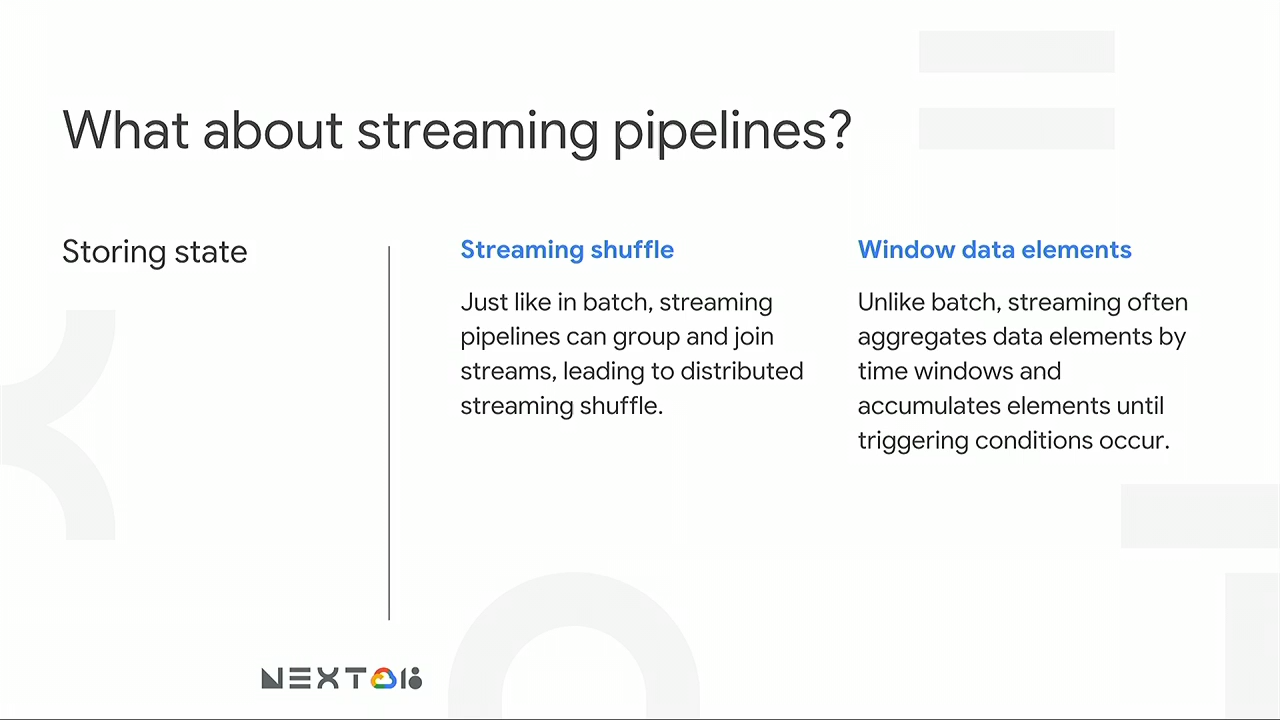 What about streaming pipelines?
Storing state
Streaming shuffle
Just like in batch, streaming
pipelines can group and join
streams, leading to distributed
streaming shuffle.
Window data elements
Unlike batch, streaming often
aggregates data elements by
time windows and
accumulates elements until
triggering conditions occur.
NEXT 18